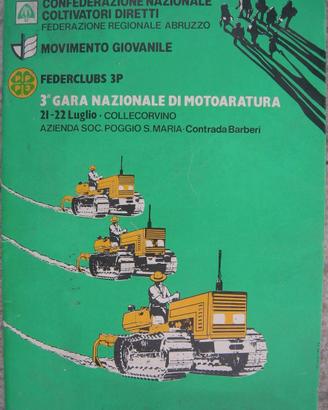 CONFEDERAZIONE NAZIONALE
COLTIVATORI DIRETTI
FEDERAZIONE REGIONALE ABRUZZO
MOVIMENTO GIOVANILE
FEDERCLUBS 3P
3ª GARA NAZIONALE DI MOTOARATURA
21-22 Luglio · COLLECORVINO
AZIENDA SOC. POGGIO S. MARIA · Contrada Barberi